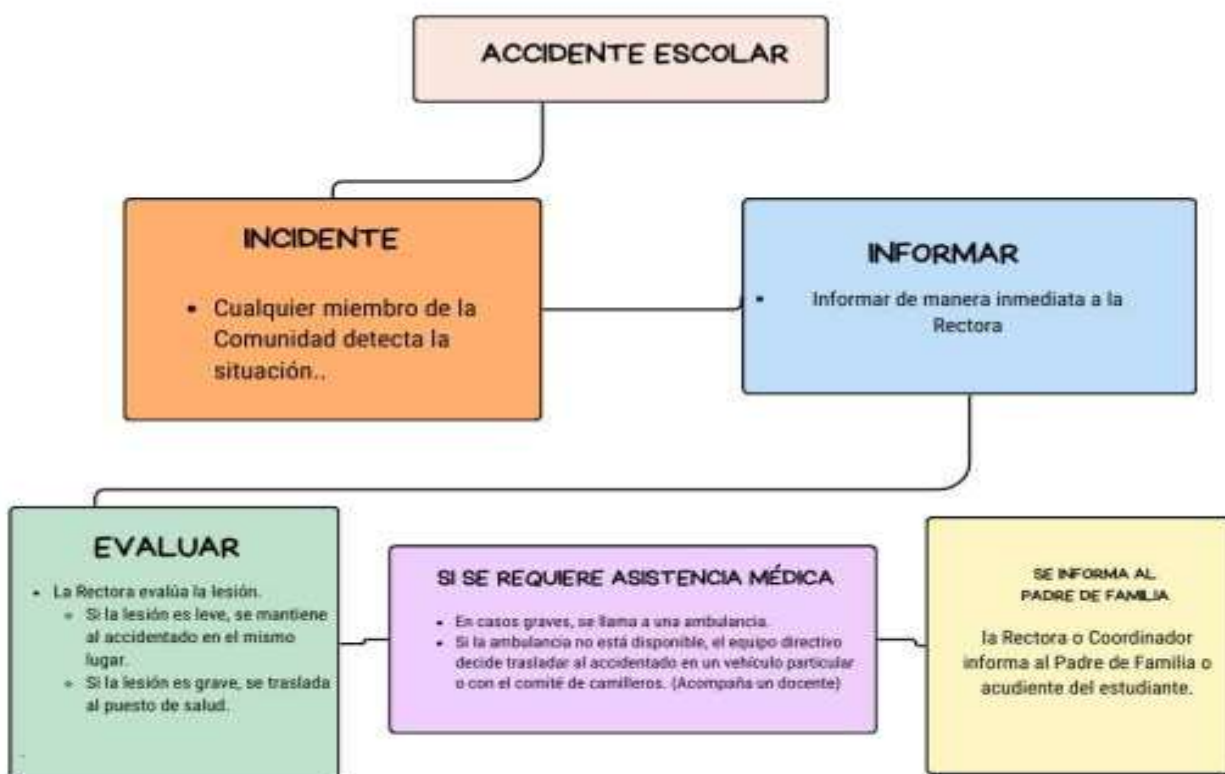 ACCIDENTE ESCOLAR
INCIDENTE
• Cualquier miembro de la
Comunidad detecta la
situación..
INFORMAR
• Informar de manera inmediata a la
Rectora
EVALUAR
• La Rectora evalúa la lesión.
◦ Si la lesión es leve, se mantiene
al accidentado en el mismo
lugar.
◦ Si la lesión es grave, se traslada
al puesto de salud.
.
SI SE REQUIERE ASISTENCIA MÉDICA
• En casos graves, se llama a una ambulancia.
• Si la ambulancia no está disponible, el equipo directivo
decide trasladar al accidentado en un vehículo particular
o con el comité de camilleros. (Acompaña un docente)
SE INFORMA AL
PADRE DE FAMILIA
la Rectora o Coordinador
informa al Padre de Familia o
acudiente del estudiante.